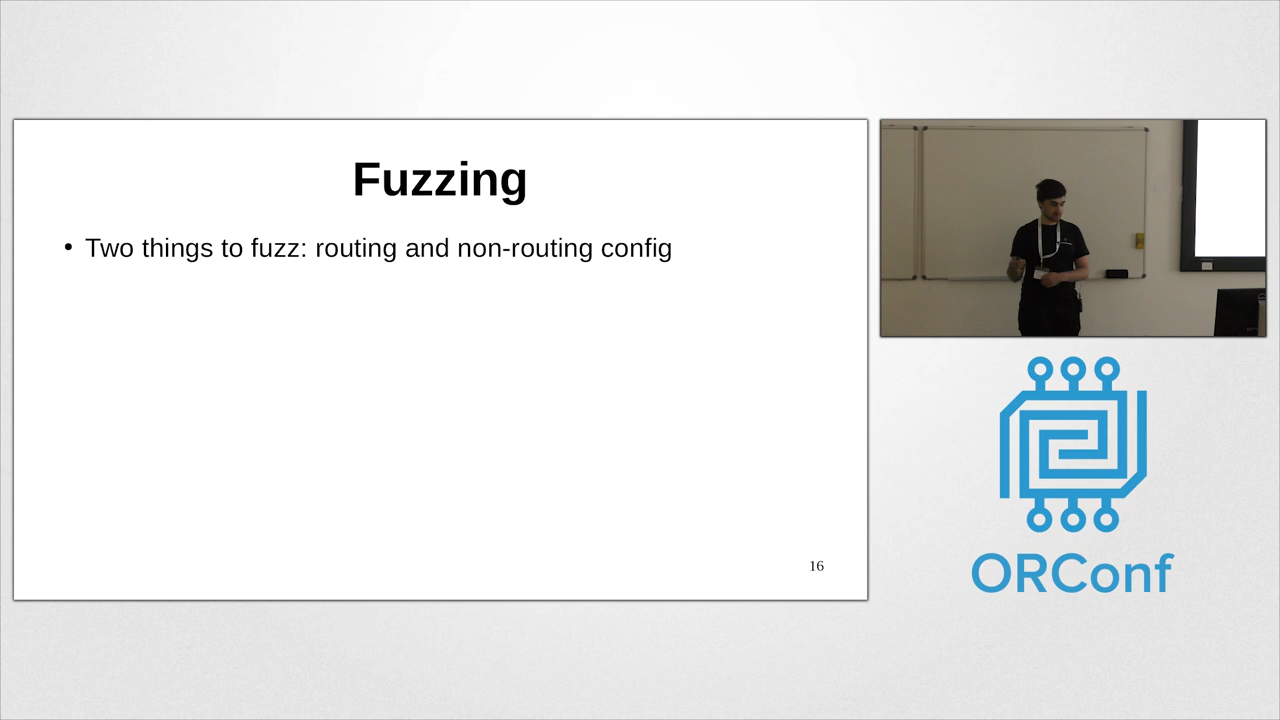 Fuzzing
• Two things to fuzz: routing and non-routing config
16
ORConf